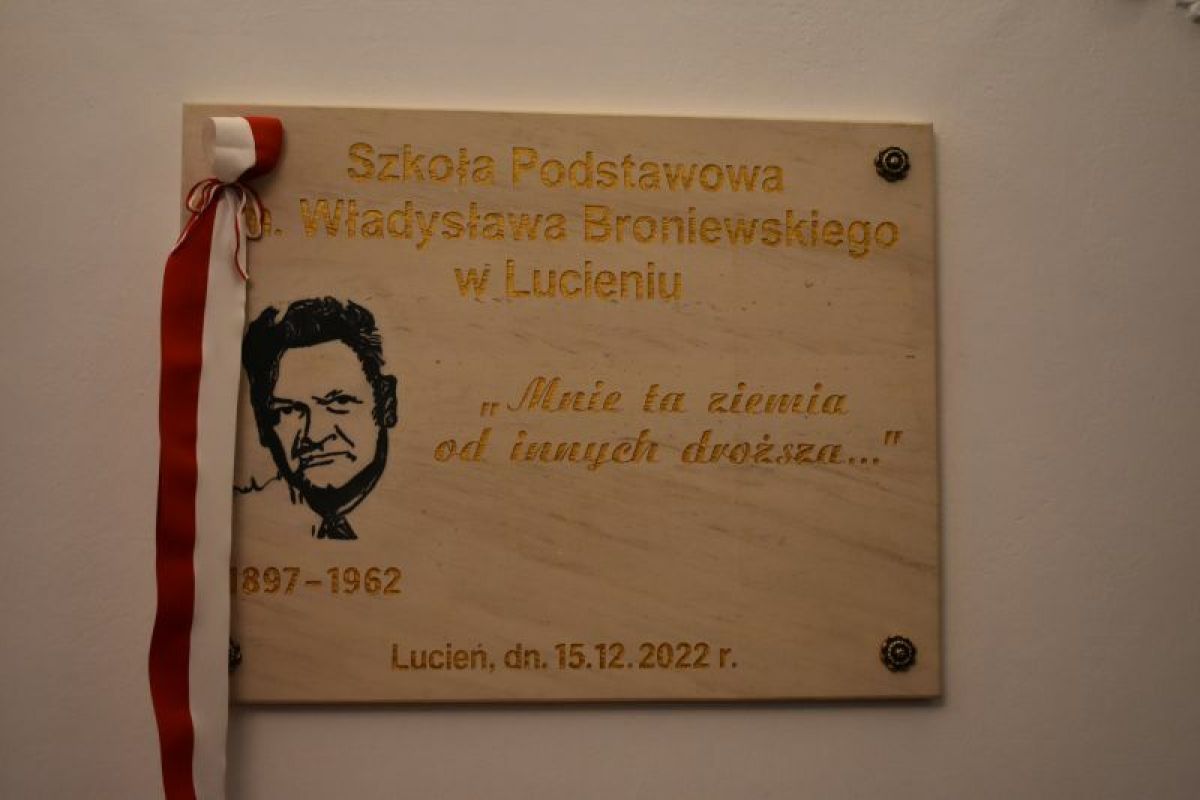 Szkoła Podstawowa
m. Władysława Broniewskiego
w Lucieniu
„Mnie ta ziemia
od innych droższa..."
1897–1962
Lucień, dn. 15.12.2022 r.